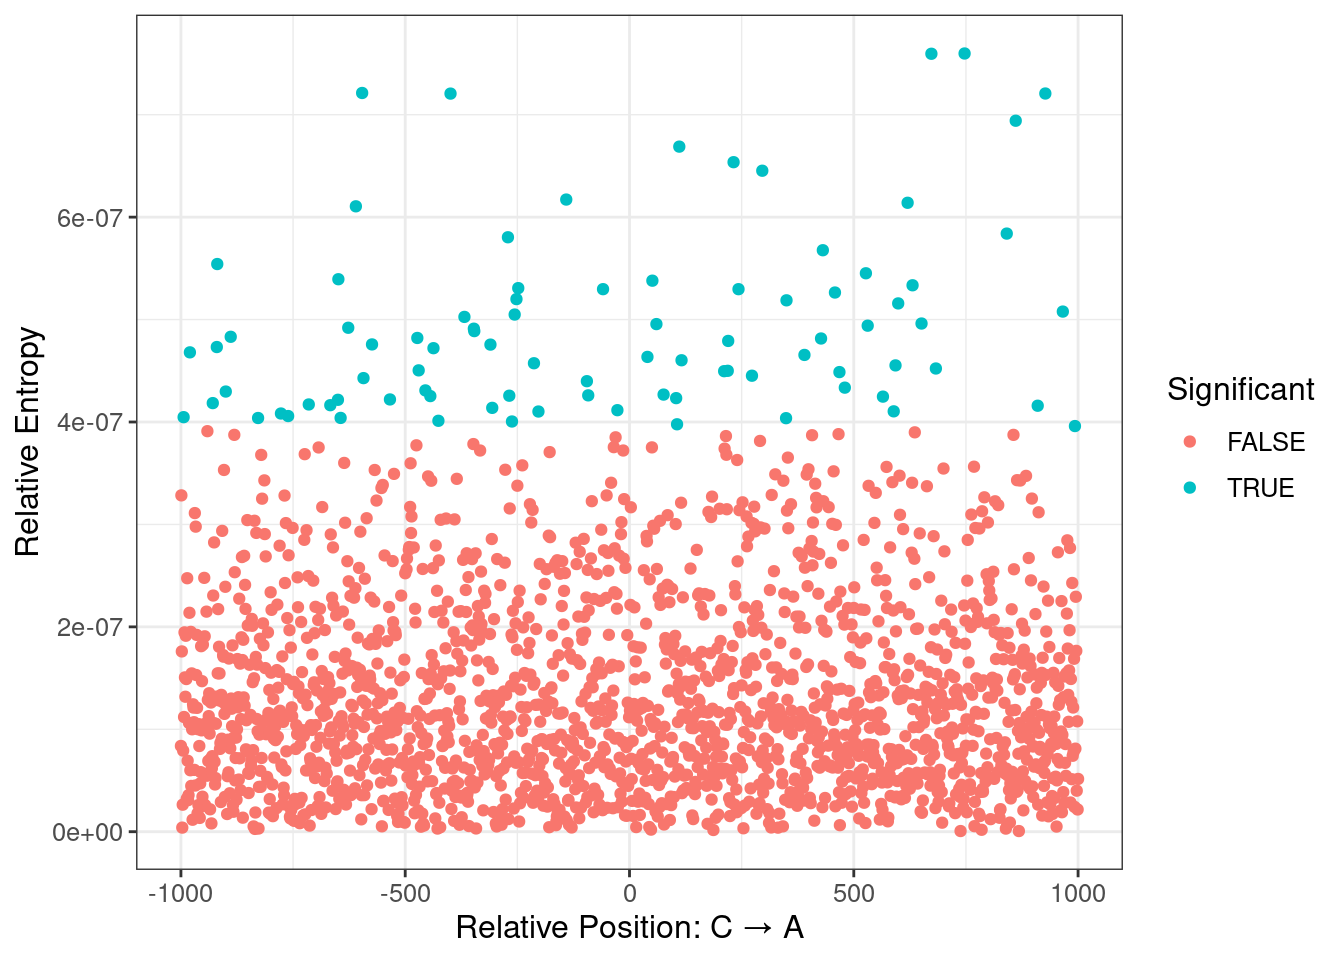 Relative Entropy
6e-07
4e-07
2e-07
0e+00
-1000
-500
0
500
1000
Relative Position: C → A
Significant
FALSE
TRUE